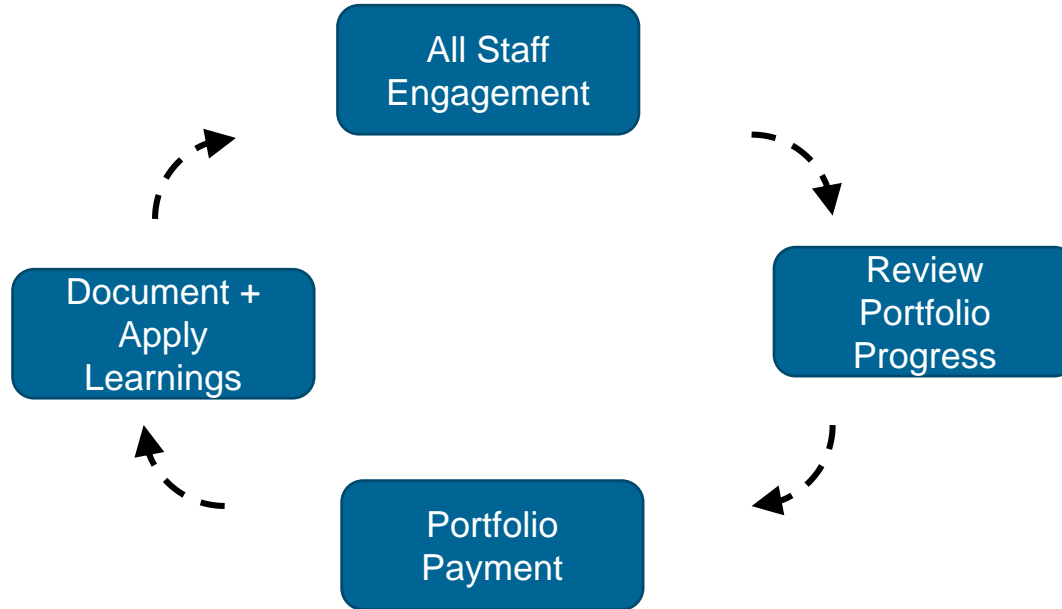 All Staff
Engagement
Review
Portfolio
Progress
Document +
Apply
Learnings
Portfolio
Payment